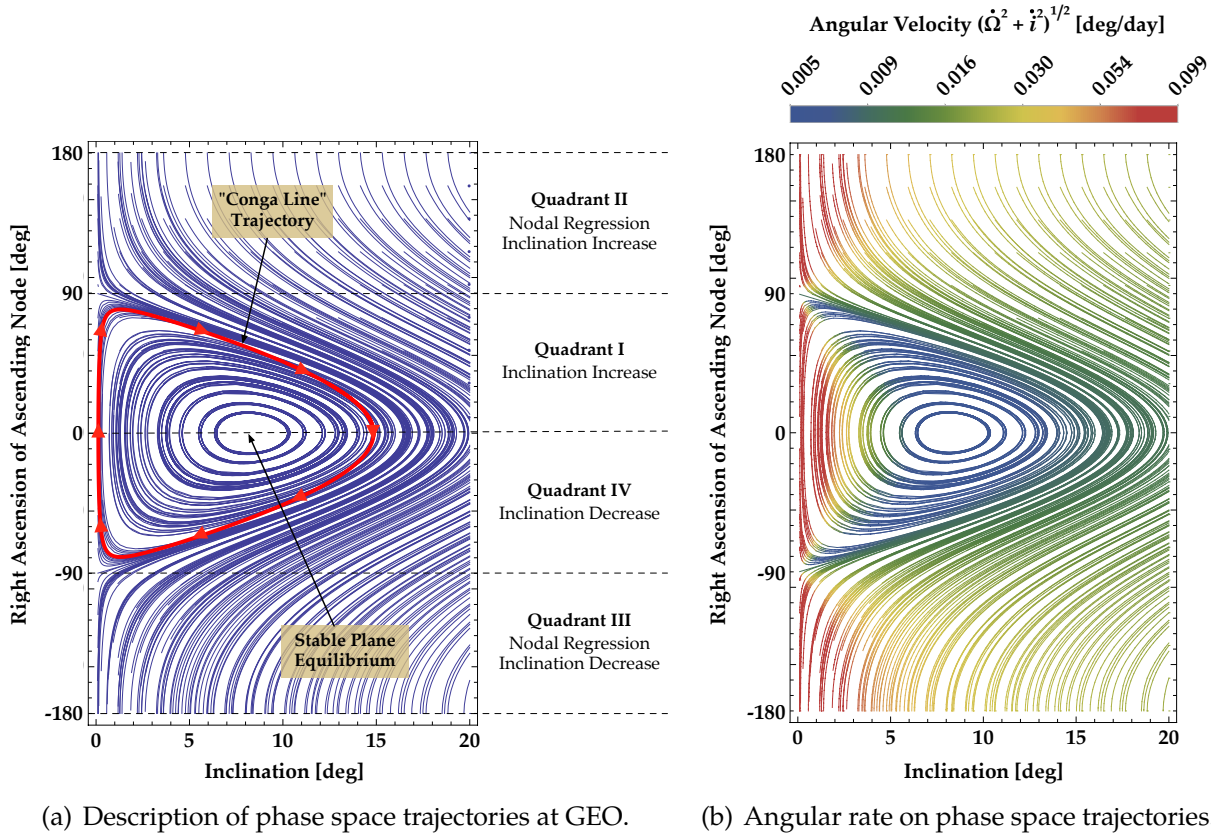 Angular Velocity (Ω̇² + i̇²)^1/2 [deg/day]
0.005
0.009
0.016
0.030
0.054
0.099
Right Ascension of Ascending Node [deg]
180
90
0
-90
-180
"Conga Line"
Trajectory
Stable Plane
Equilibrium
0
5
10
15
20
Inclination [deg]
Quadrant II
Nodal Regression
Inclination Increase
Quadrant I
Inclination Increase
Quadrant IV
Inclination Decrease
Quadrant III
Nodal Regression
Inclination Decrease
(a) Description of phase space trajectories at GEO.
Right Ascension of Ascending Node [deg]
180
90
0
-90
-180
0
5
10
15
20
Inclination [deg]
(b) Angular rate on phase space trajectories